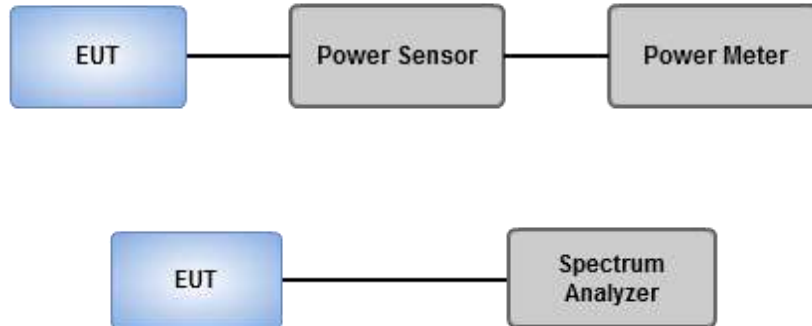 EUT
Power Sensor
Power Meter
EUT
Spectrum
Analyzer